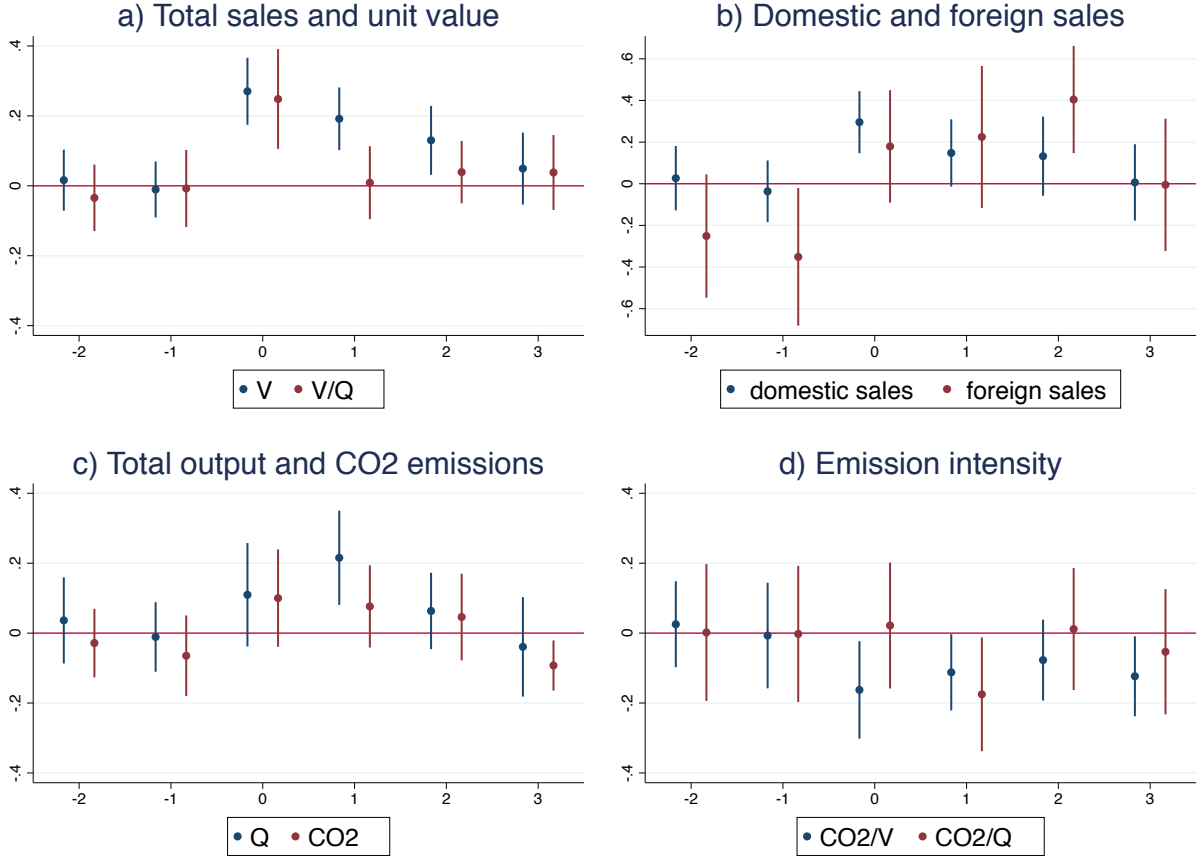 a) Total sales and unit value
.4
.2
0
-.2
-.4
-2 -1 0 1 2 3
V V/Q
b) Domestic and foreign sales
.6
.4
.2
0
-.2
-.4
-.6
-2 -1 0 1 2 3
domestic sales foreign sales
c) Total output and CO2 emissions
.4
.2
0
-.2
-.4
-2 -1 0 1 2 3
Q CO2
d) Emission intensity
.4
.2
0
-.2
-.4
-2 -1 0 1 2 3
CO2/V CO2/Q